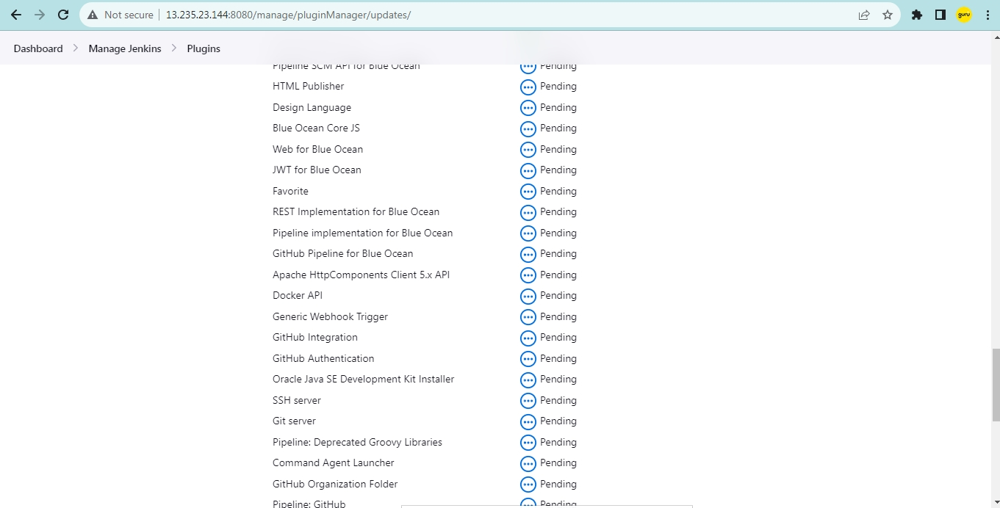 Not secure 13.235.23.144:8080/manage/pluginManager/updates/ guru
Dashboard Manage Jenkins Plugins
Pipeline SCM API for Blue Ocean Pending
HTML Publisher Pending
Design Language Pending
Blue Ocean Core JS Pending
Web for Blue Ocean Pending
JWT for Blue Ocean Pending
Favorite Pending
REST Implementation for Blue Ocean Pending
Pipeline implementation for Blue Ocean Pending
GitHub Pipeline for Blue Ocean Pending
Apache HttpComponents Client 5.x API Pending
Docker API Pending
Generic Webhook Trigger Pending
GitHub Integration Pending
GitHub Authentication Pending
Oracle Java SE Development Kit Installer Pending
SSH server Pending
Git server Pending
Pipeline: Deprecated Groovy Libraries Pending
Command Agent Launcher Pending
GitHub Organization Folder Pending
Pipeline: GitHub Pending